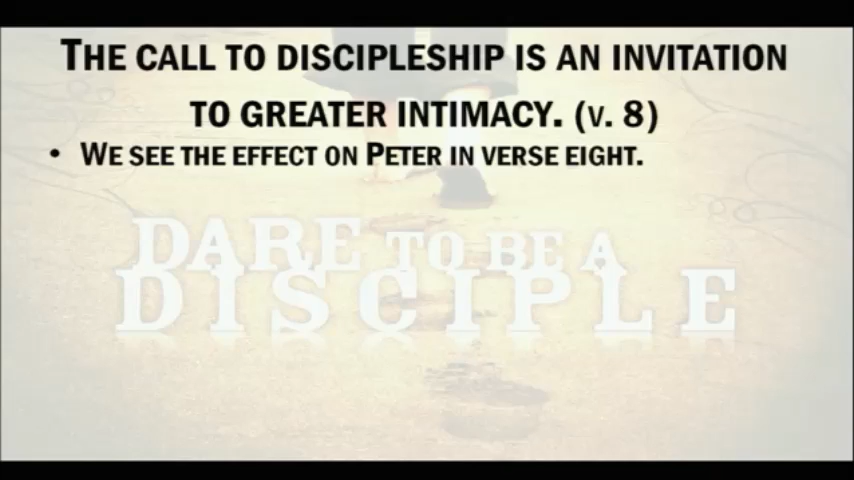 THE CALL TO DISCIPLESHIP IS AN INVITATION
TO GREATER INTIMACY. (V. 8)
• WE SEE THE EFFECT ON PETER IN VERSE EIGHT.
DARE TO BE A
DISCIPLE